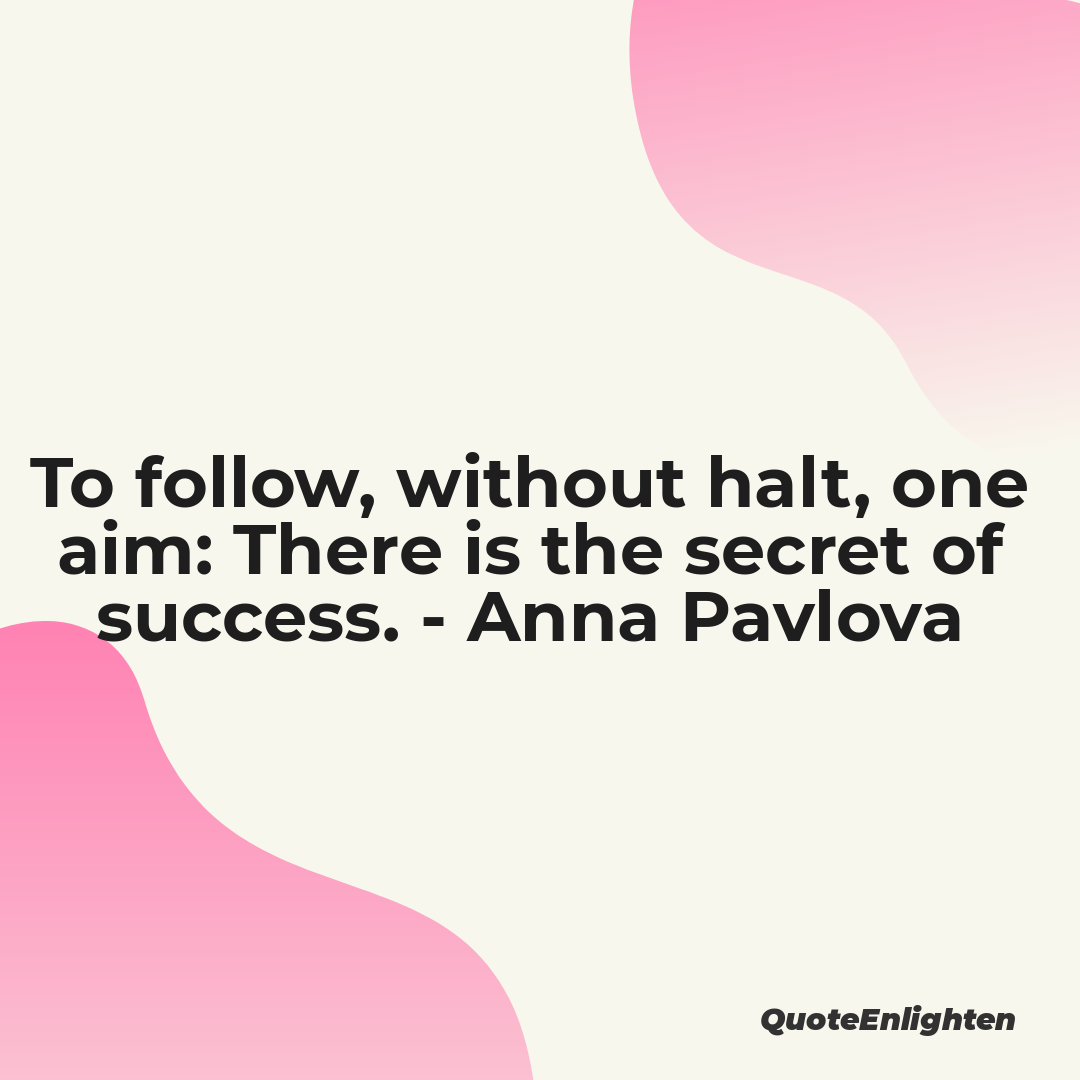 To follow, without halt, one
aim: There is the secret of
success. - Anna Pavlova
QuoteEnlighten